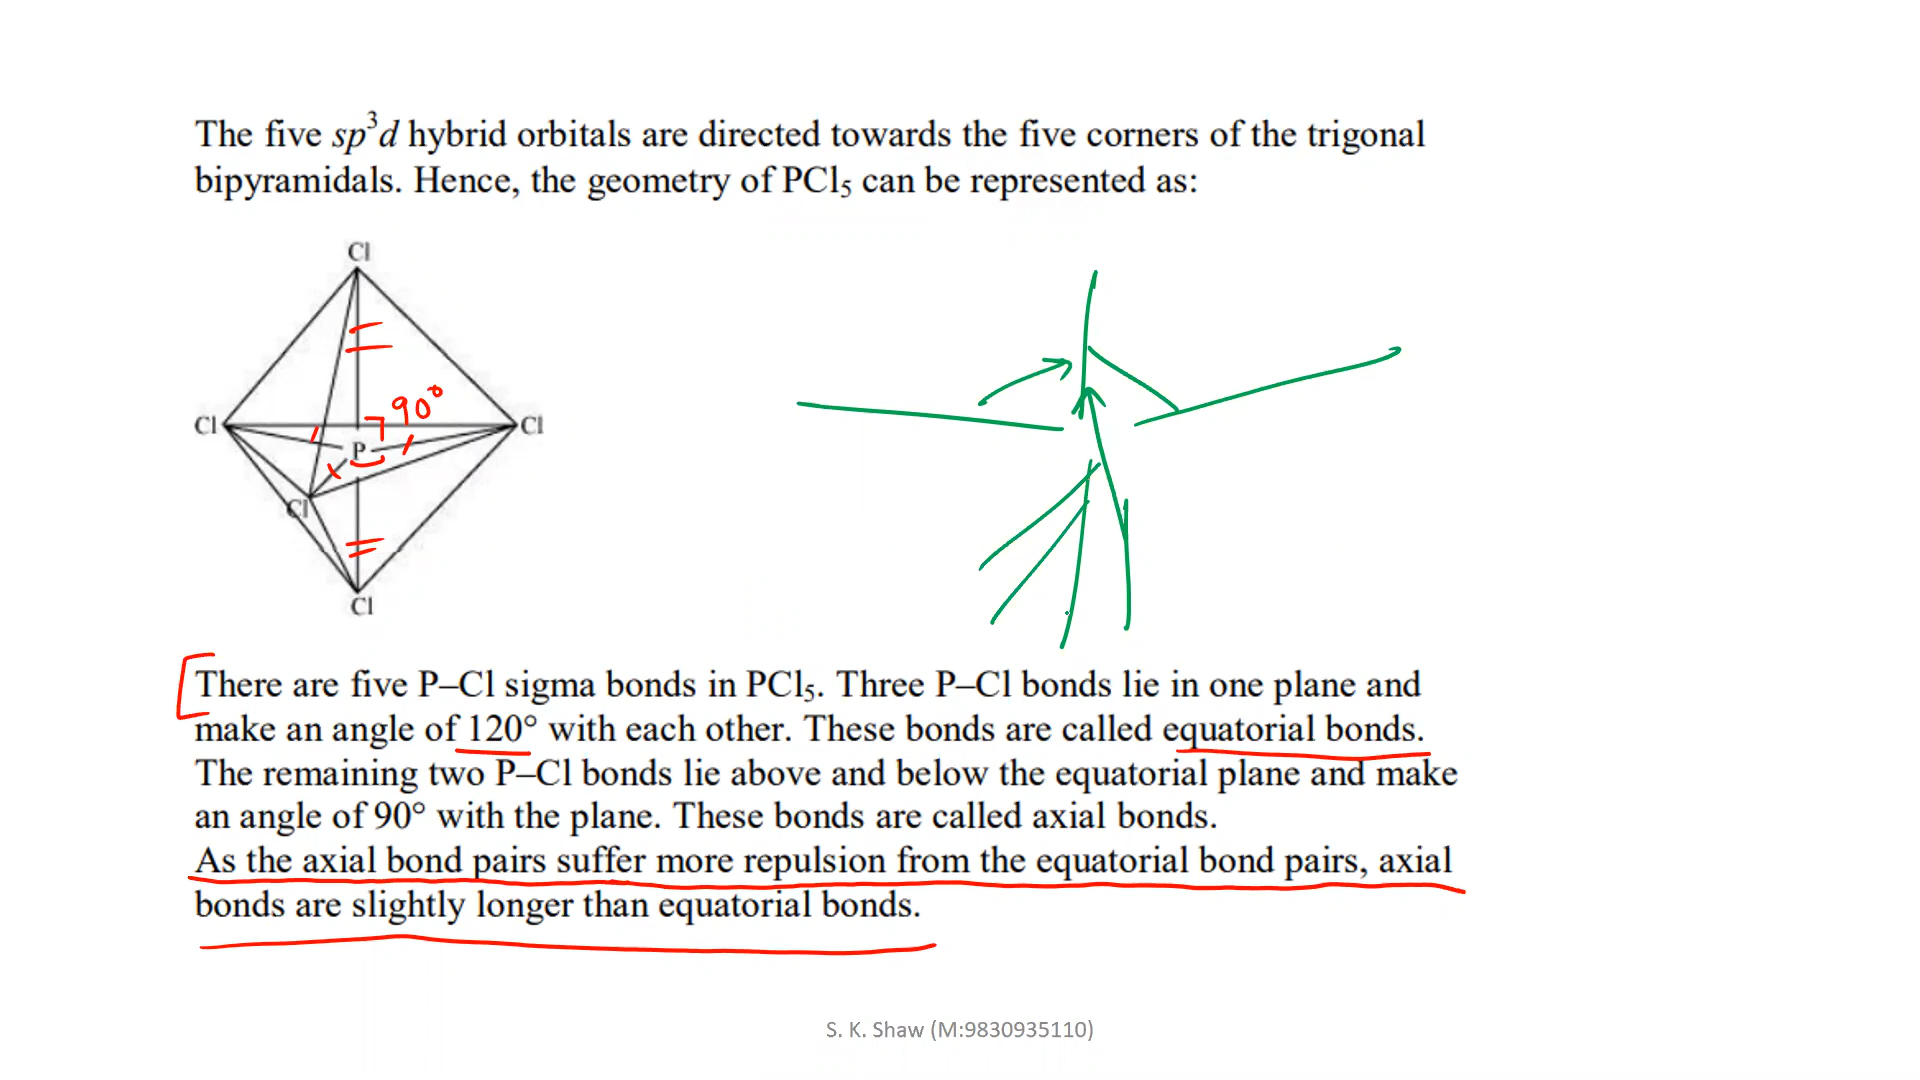 The five sp³d hybrid orbitals are directed towards the five corners of the trigonal
bipyramidals. Hence, the geometry of PCl₅ can be represented as:
Cl
90°
Cl
Cl
P
Cl
Cl
There are five P–Cl sigma bonds in PCl₅. Three P–Cl bonds lie in one plane and
make an angle of 120° with each other. These bonds are called equatorial bonds.
The remaining two P–Cl bonds lie above and below the equatorial plane and make
an angle of 90° with the plane. These bonds are called axial bonds.
As the axial bond pairs suffer more repulsion from the equatorial bond pairs, axial
bonds are slightly longer than equatorial bonds.
S. K. Shaw (M:9830935110)